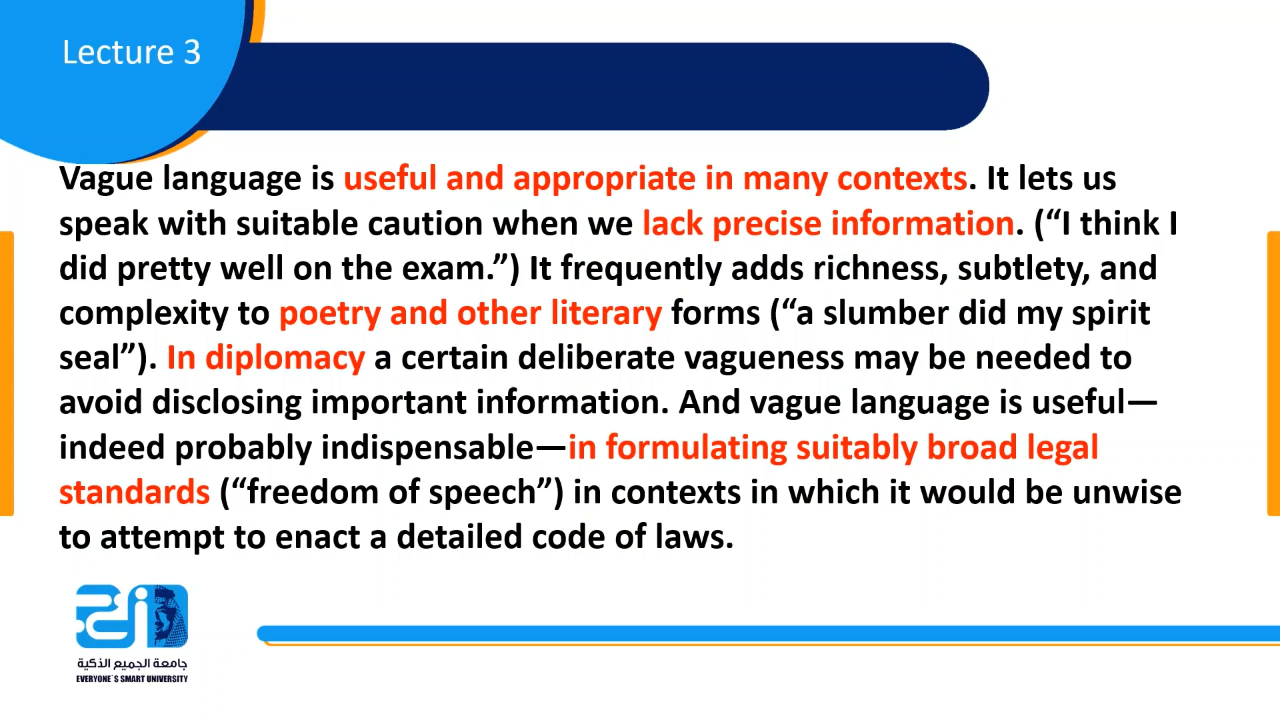 Lecture 3
Vague language is useful and appropriate in many contexts. It lets us
speak with suitable caution when we lack precise information. (“I think I
did pretty well on the exam.”) It frequently adds richness, subtlety, and
complexity to poetry and other literary forms (“a slumber did my spirit
seal”). In diplomacy a certain deliberate vagueness may be needed to
avoid disclosing important information. And vague language is useful—
indeed probably indispensable—in formulating suitably broad legal
standards (“freedom of speech”) in contexts in which it would be unwise
to attempt to enact a detailed code of laws.
جامعة الجميع الذكية
EVERYONE`S SMART UNIVERSITY